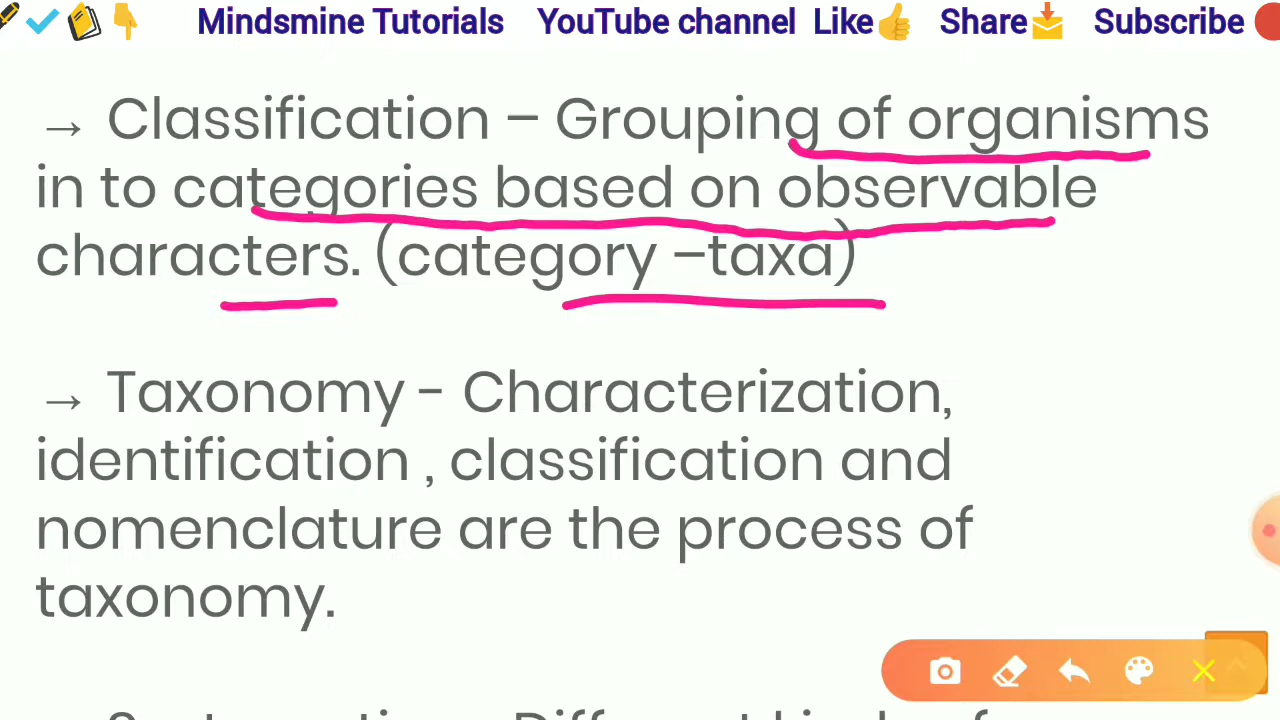 Mindsmine Tutorials YouTube channel Like Share Subscribe
→ Classification – Grouping of organisms
in to categories based on observable
characters. (category –taxa)
→ Taxonomy - Characterization,
identification , classification and
nomenclature are the process of
taxonomy.